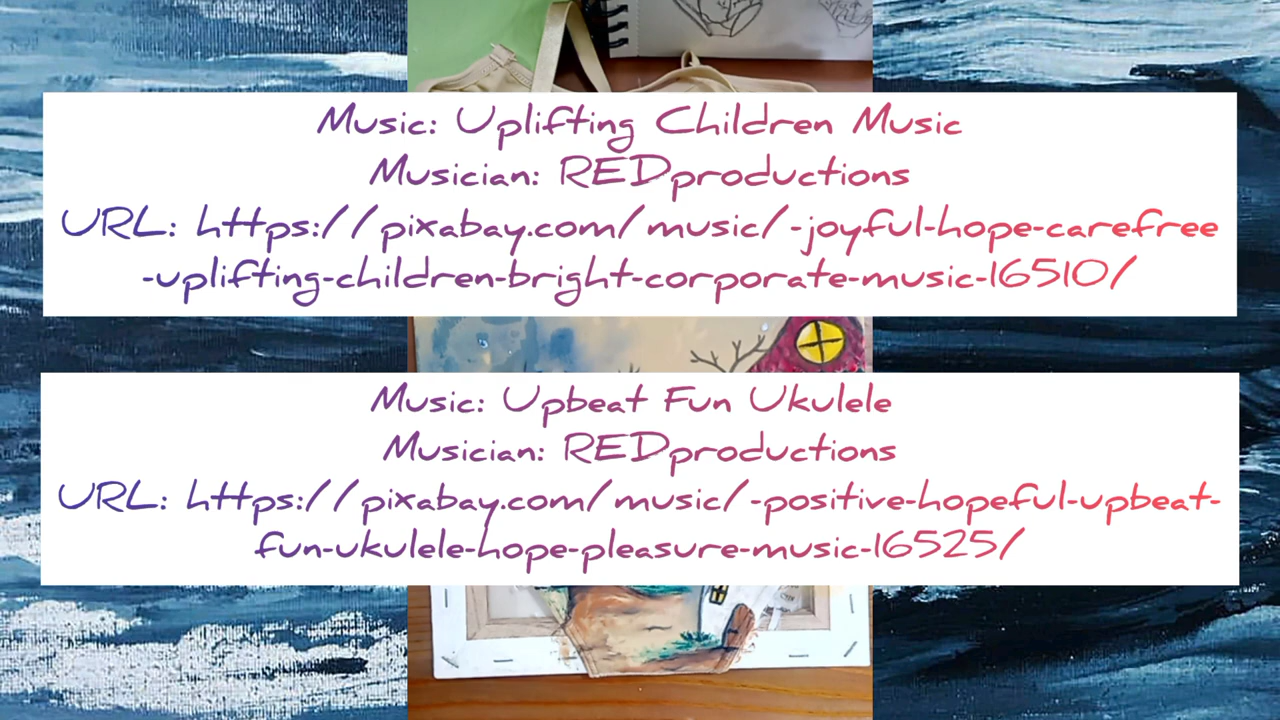 Music: Uplifting Children Music
Musician: REDproductions
URL: https://pixabay.com/music/-joyful-hope-carefree
-uplifting-children-bright-corporate-music-16510/
Music: Upbeat Fun Ukulele
Musician: REDproductions
URL: https://pixabay.com/music/-positive-hopeful-upbeat-
fun-ukulele-hope-pleasure-music-16525/